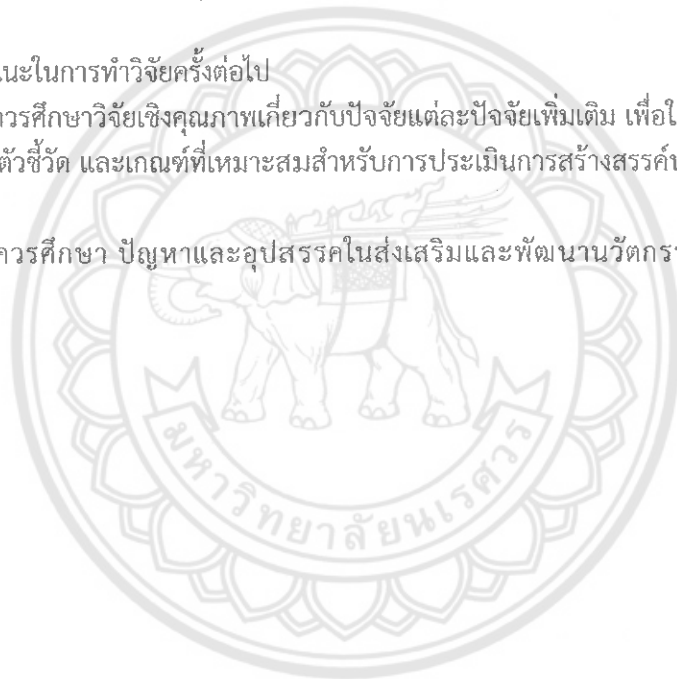 นะในการทำวิจัยครั้งต่อไป
วรศึกษาวิจัยเชิงคุณภาพเกี่ยวกับปัจจัยแต่ละปัจจัยเพิ่มเติม เพื่อใ
ตัวชี้วัด และเกณฑ์ที่เหมาะสมสำหรับการประเมินการสร้างสรรค์
ควรศึกษา ปัญหาและอุปสรรคในส่งเสริมและพัฒนานวัตกรร
มหาวิทยาลัยนเรศวร